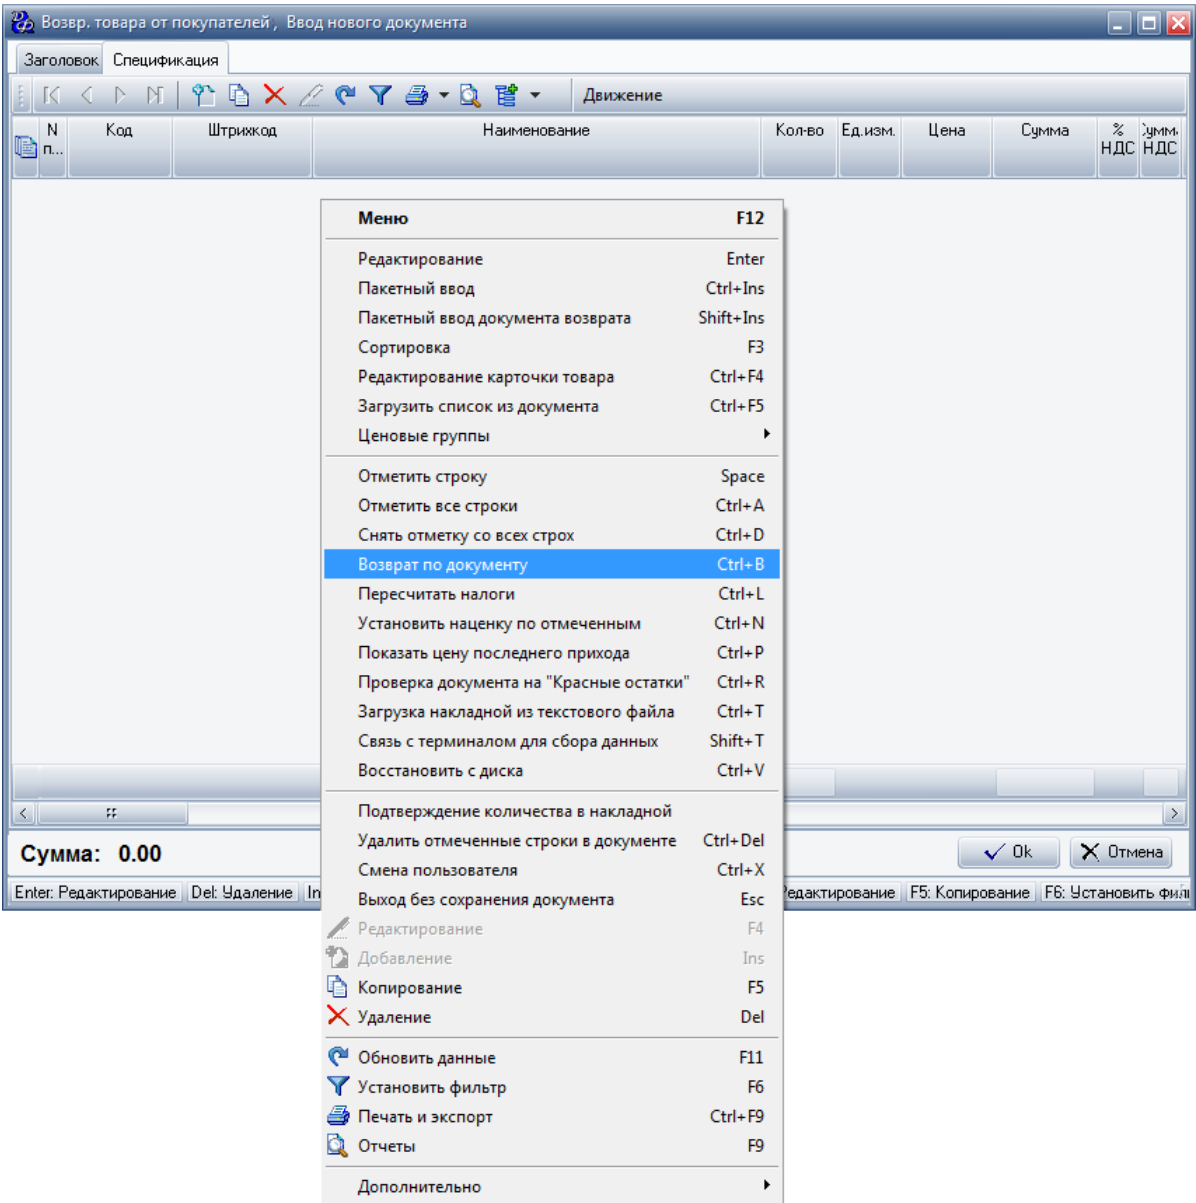 Возвр. товара от покупателей , Ввод нового документа
Заголовок Спецификация
Движение
N п... Код Штрихкод Наименование Кол-во Ед.изм. Цена Сумма % НДС Сумм. НДС
Меню F12
Редактирование Enter
Пакетный ввод Ctrl+Ins
Пакетный ввод документа возврата Shift+Ins
Сортировка F3
Редактирование карточки товара Ctrl+F4
Загрузить список из документа Ctrl+F5
Ценовые группы
Отметить строку Space
Отметить все строки Ctrl+A
Снять отметку со всех строх Ctrl+D
Возврат по документу Ctrl+B
Пересчитать налоги Ctrl+L
Установить наценку по отмеченным Ctrl+N
Показать цену последнего прихода Ctrl+P
Проверка документа на "Красные остатки" Ctrl+R
Загрузка накладной из текстового файла Ctrl+T
Связь с терминалом для сбора данных Shift+T
Восстановить с диска Ctrl+V
Подтверждение количества в накладной
Удалить отмеченные строки в документе Ctrl+Del
Смена пользователя Ctrl+X
Выход без сохранения документа Esc
Редактирование F4
Добавление Ins
Копирование F5
Удаление Del
Обновить данные F11
Установить фильтр F6
Печать и экспорт Ctrl+F9
Отчеты F9
Дополнительно
Сумма: 0.00 Ok Отмена
Enter: Редактирование Del: Удаление In Редактирование F5: Копирование F6: Установить фил